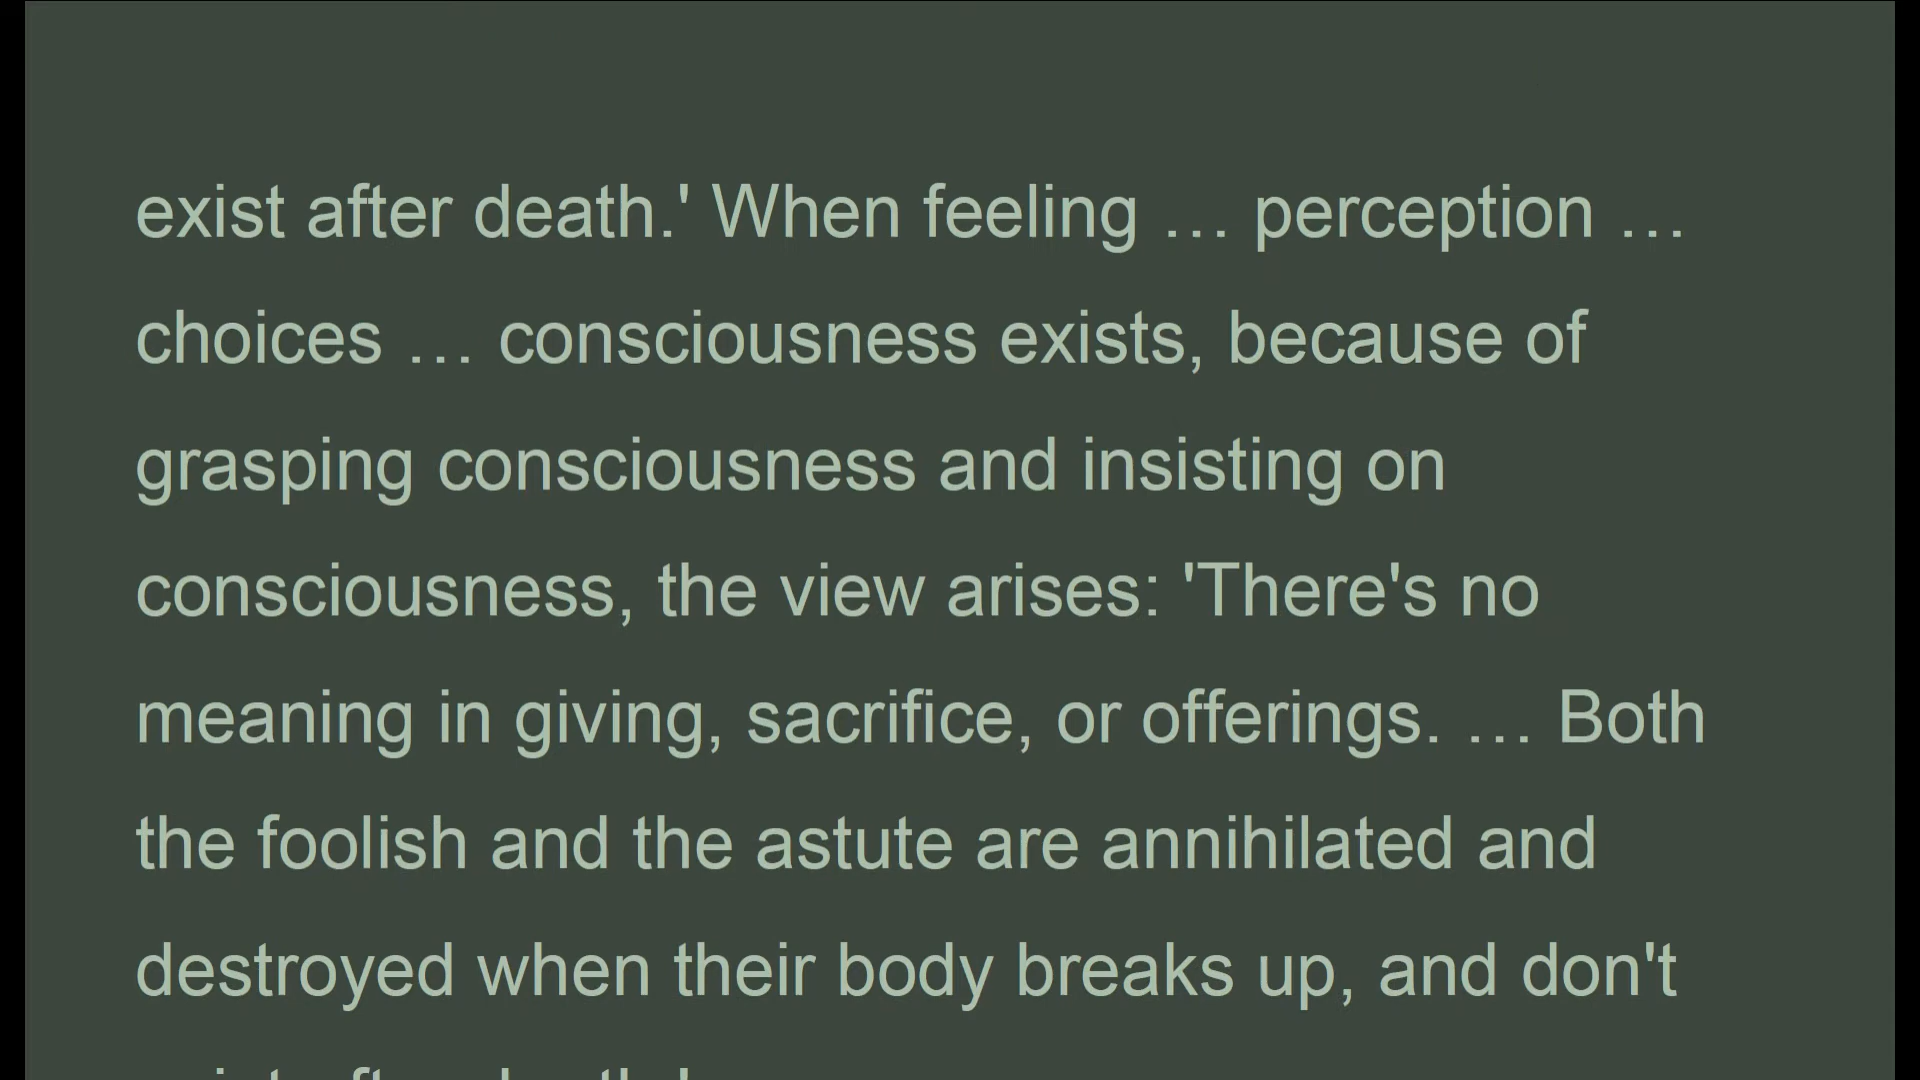 exist after death.' When feeling … perception …
choices … consciousness exists, because of
grasping consciousness and insisting on
consciousness, the view arises: 'There's no
meaning in giving, sacrifice, or offerings. … Both
the foolish and the astute are annihilated and
destroyed when their body breaks up, and don't